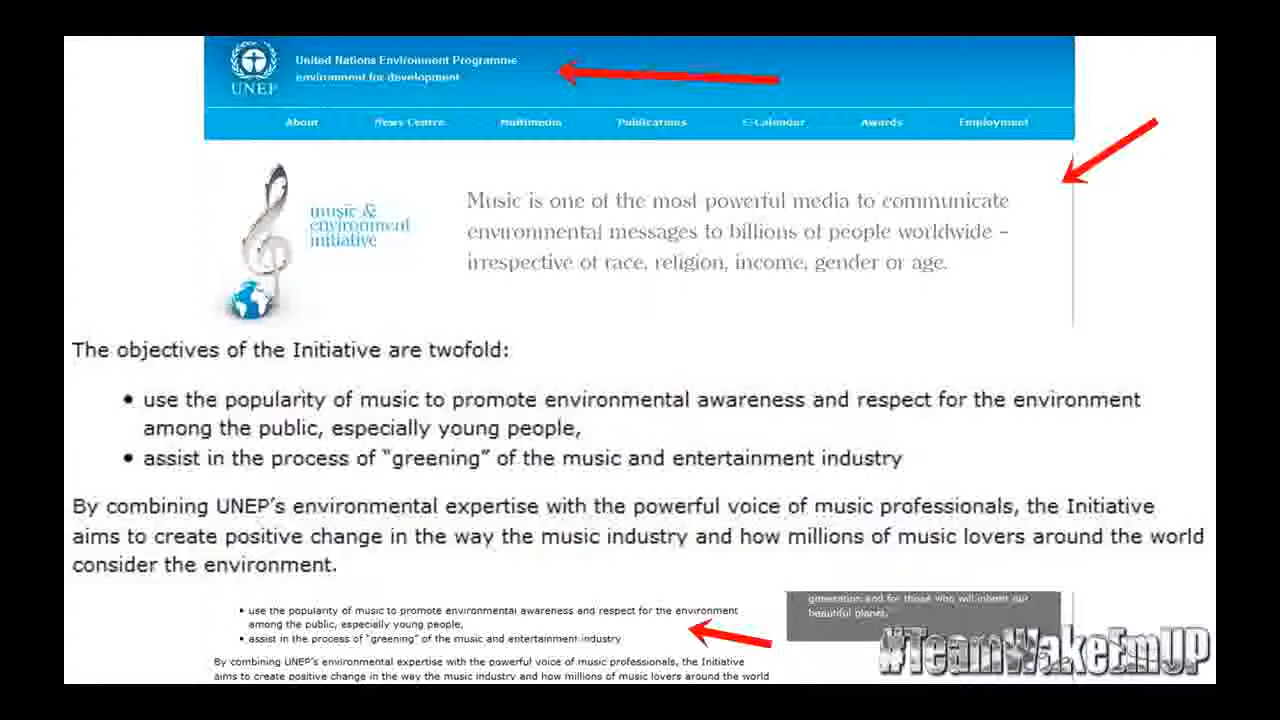 United Nations Environment Programme
environment for development
UNEP
About News Centre Multimedia Publications E-Calendar Awards Employment
music &
environment
initiative
Music is one of the most powerful media to communicate
environmental messages to billions of people worldwide –
irrespective of race, religion, income, gender or age.
The objectives of the Initiative are twofold:
• use the popularity of music to promote environmental awareness and respect for the environment
among the public, especially young people,
• assist in the process of “greening” of the music and entertainment industry
By combining UNEP’s environmental expertise with the powerful voice of music professionals, the Initiative
aims to create positive change in the way the music industry and how millions of music lovers around the world
consider the environment.
• use the popularity of music to promote environmental awareness and respect for the environment
among the public, especially young people,
• assist in the process of “greening” of the music and entertainment industry
By combining UNEP’s environmental expertise with the powerful voice of music professionals, the Initiative
aims to create positive change in the way the music industry and how millions of music lovers around the world
generation and for those who will inherit our
beautiful planet.
#TeamWakeEmUP